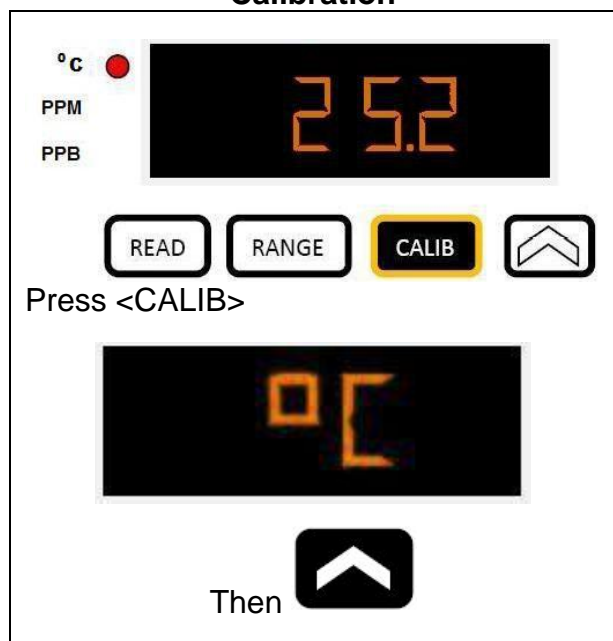 Calibration
°C
25.2
PPM
PPB
READ RANGE CALIB
Press <CALIB>
°C
Then